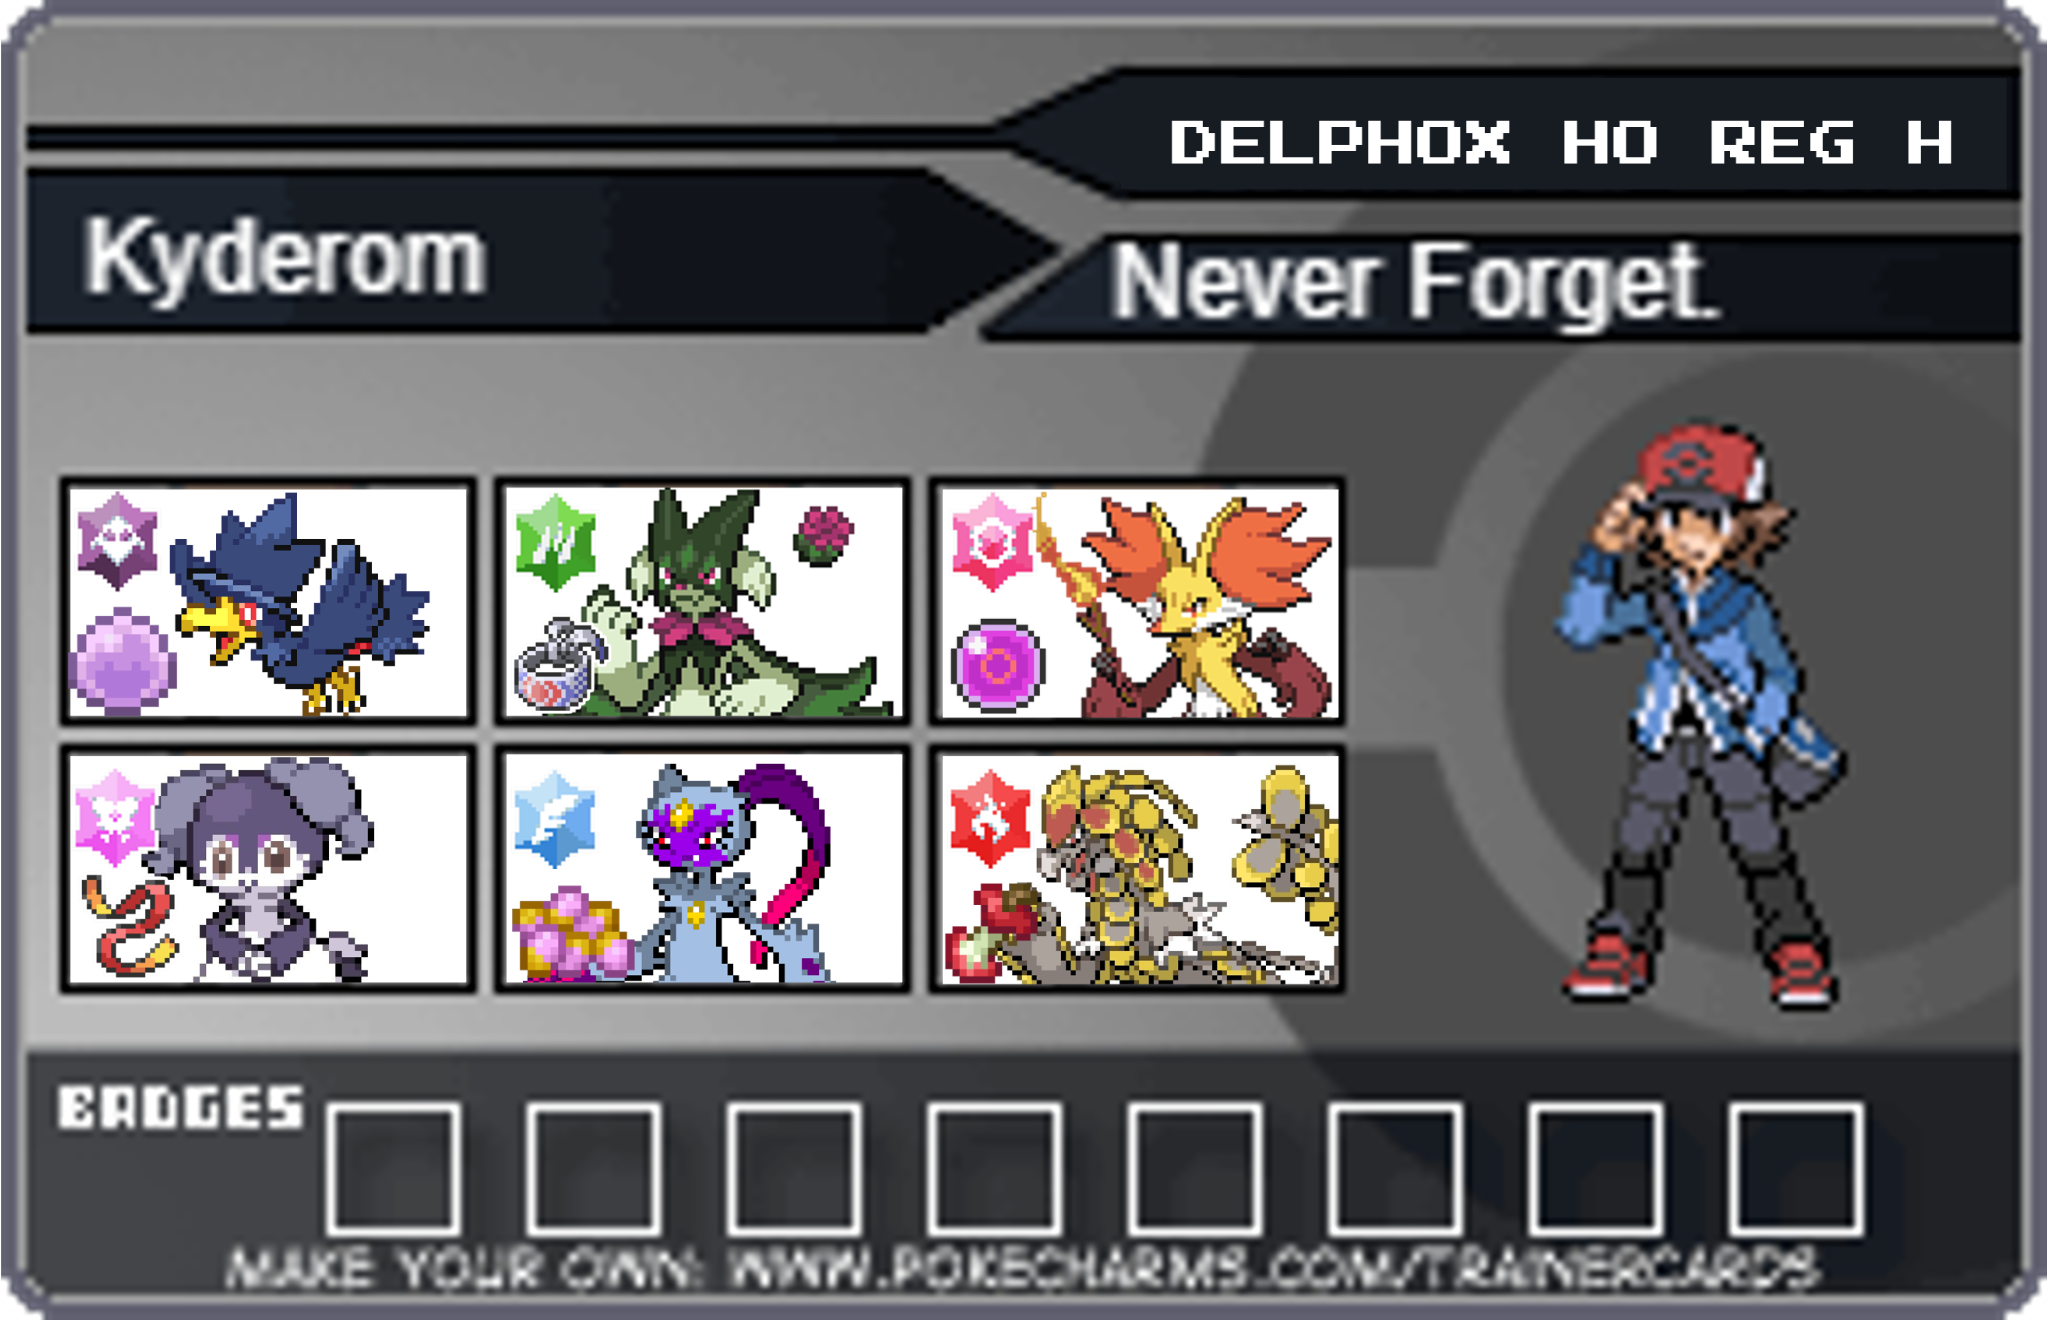 DELPHOX HO REG H
Kyderom
Never Forget.
BADGES
MAKE YOUR OWN: WWW.POKECHARMS.COM/TRAINERCARDS